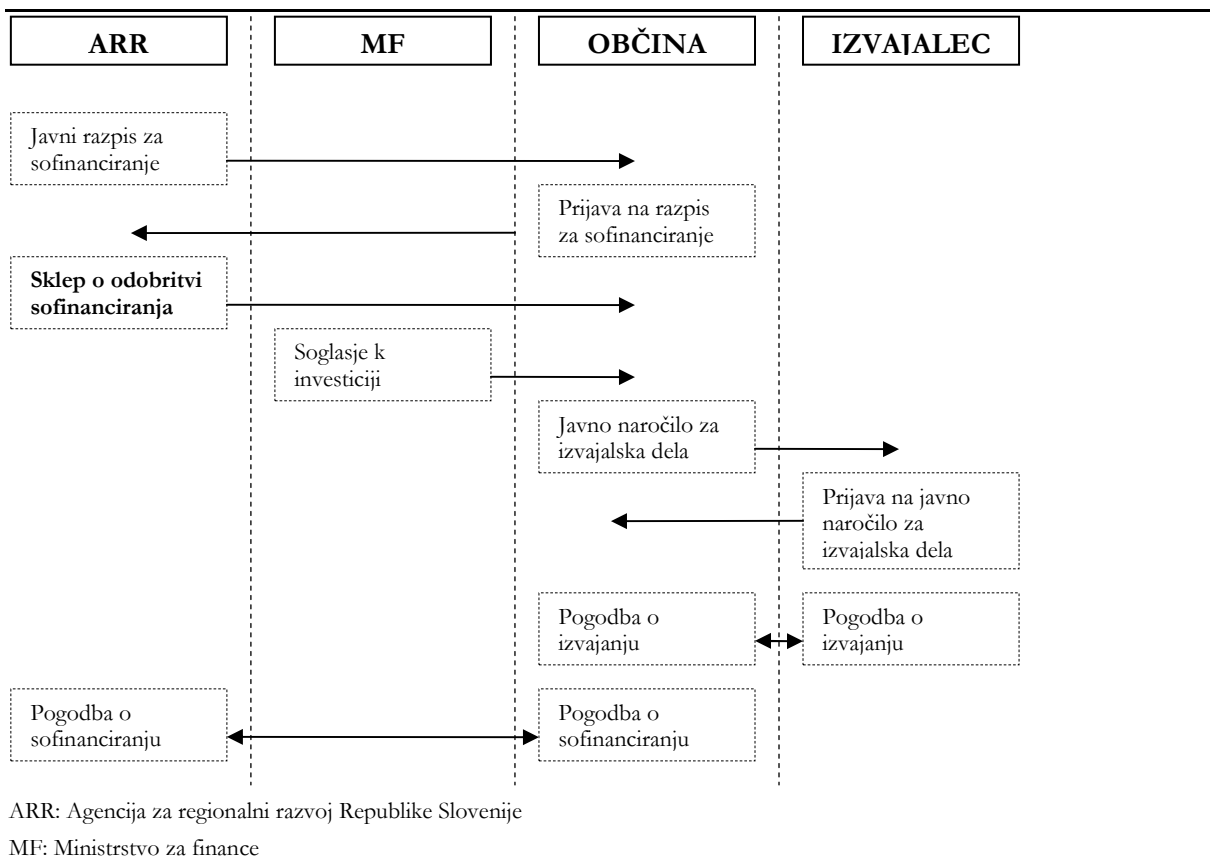 ARR
MF
OBČINA
IZVAJALEC
Javni razpis za
sofinanciranje
Prijava na razpis
za sofinanciranje
Sklep o odobritvi
sofinanciranja
Soglasje k
investiciji
Javno naročilo za
izvajalska dela
Prijava na javno
naročilo za
izvajalska dela
Pogodba o
izvajanju
Pogodba o
izvajanju
Pogodba o
sofinanciranju
Pogodba o
sofinanciranju
ARR: Agencija za regionalni razvoj Republike Slovenije
MF: Ministrstvo za finance